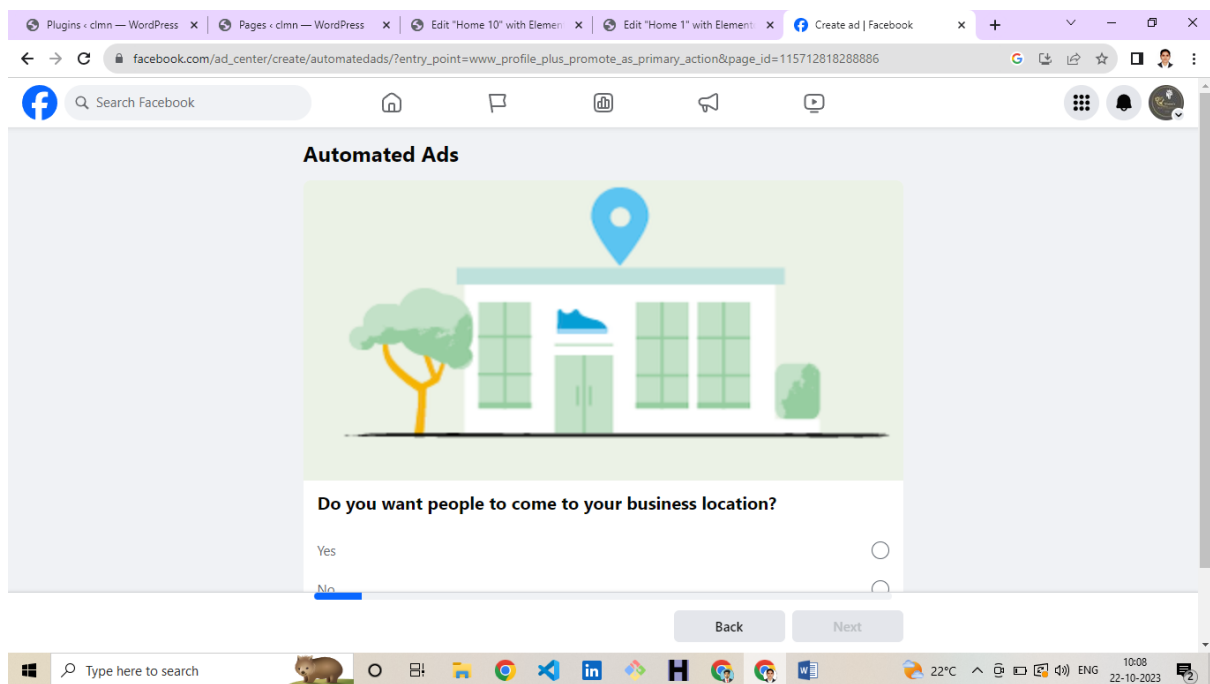 Plugins ‹ clmn — WordPress
Pages ‹ clmn — WordPress
Edit "Home 10" with Elemen
Edit "Home 1" with Element
Create ad | Facebook
facebook.com/ad_center/create/automatedads/?entry_point=www_profile_plus_promote_as_primary_action&page_id=115712818288886
Search Facebook
Automated Ads
Do you want people to come to your business location?
Yes
No
Back
Next
Type here to search
22°C
ENG
10:08
22-10-2023
2